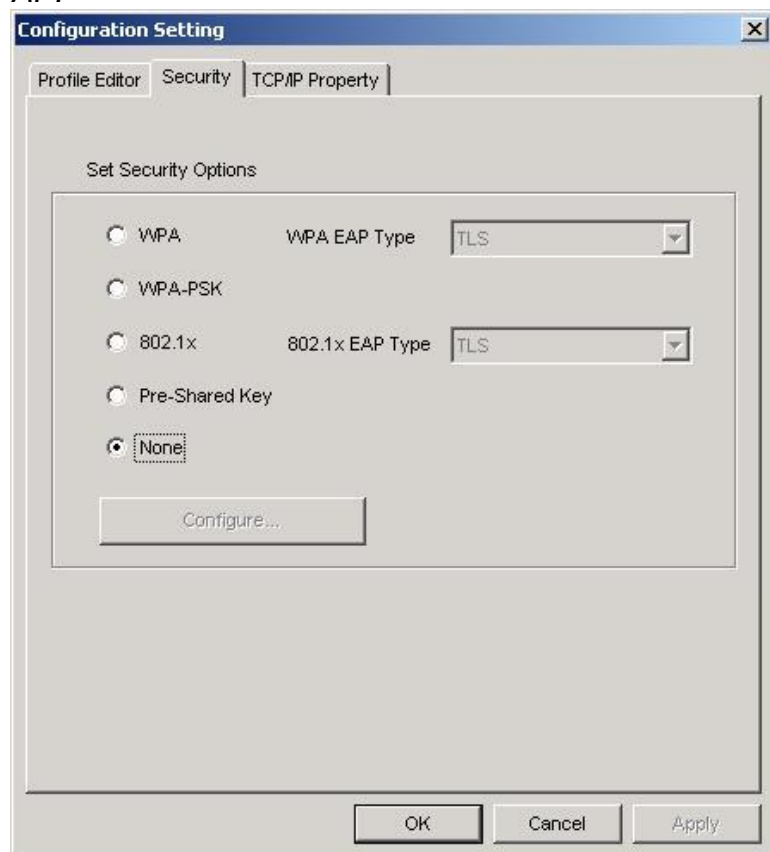 Configuration Setting
Profile Editor Security TCP/IP Property
Set Security Options
WPA WPA EAP Type TLS
WPA-PSK
802.1x 802.1x EAP Type TLS
Pre-Shared Key
None
Configure...
OK Cancel Apply